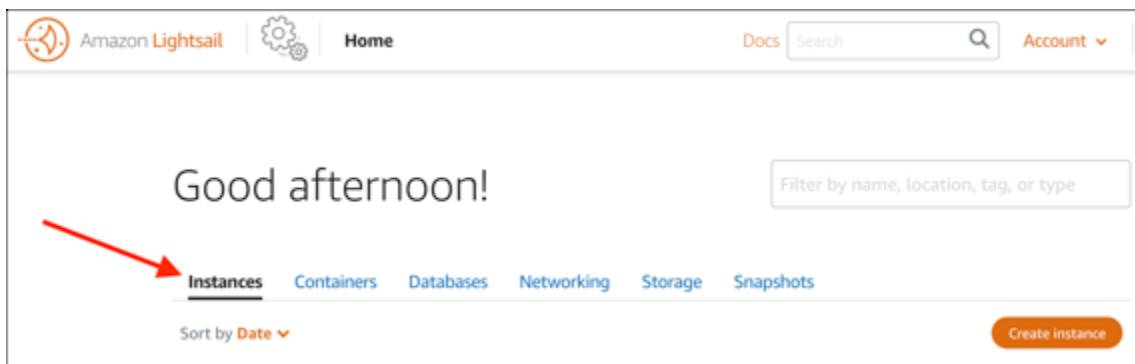 Amazon Lightsail Home Docs Search Account
Good afternoon!
Filter by name, location, tag, or type
Instances Containers Databases Networking Storage Snapshots
Sort by Date
Create instance